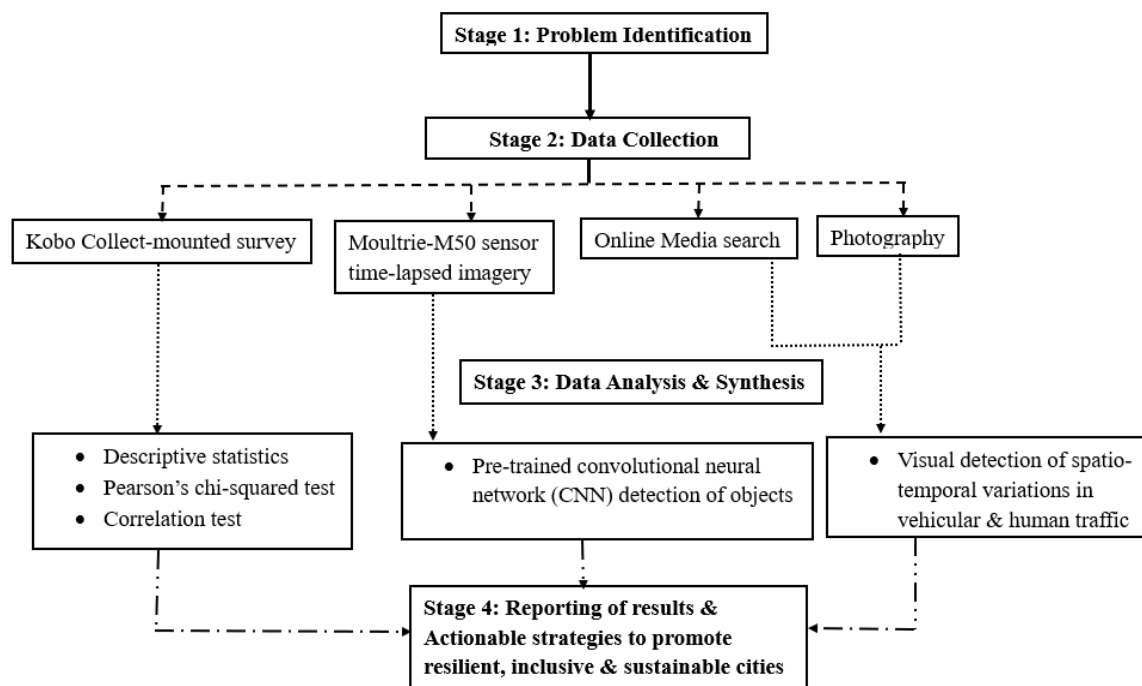 Stage 1: Problem Identification
Stage 2: Data Collection
Kobo Collect-mounted survey
Moultrie-M50 sensor
time-lapsed imagery
Online Media search
Photography
Stage 3: Data Analysis & Synthesis
• Descriptive statistics
• Pearson’s chi-squared test
• Correlation test
• Pre-trained convolutional neural
network (CNN) detection of objects
• Visual detection of spatio-
temporal variations in
vehicular & human traffic
Stage 4: Reporting of results &
Actionable strategies to promote
resilient, inclusive & sustainable cities